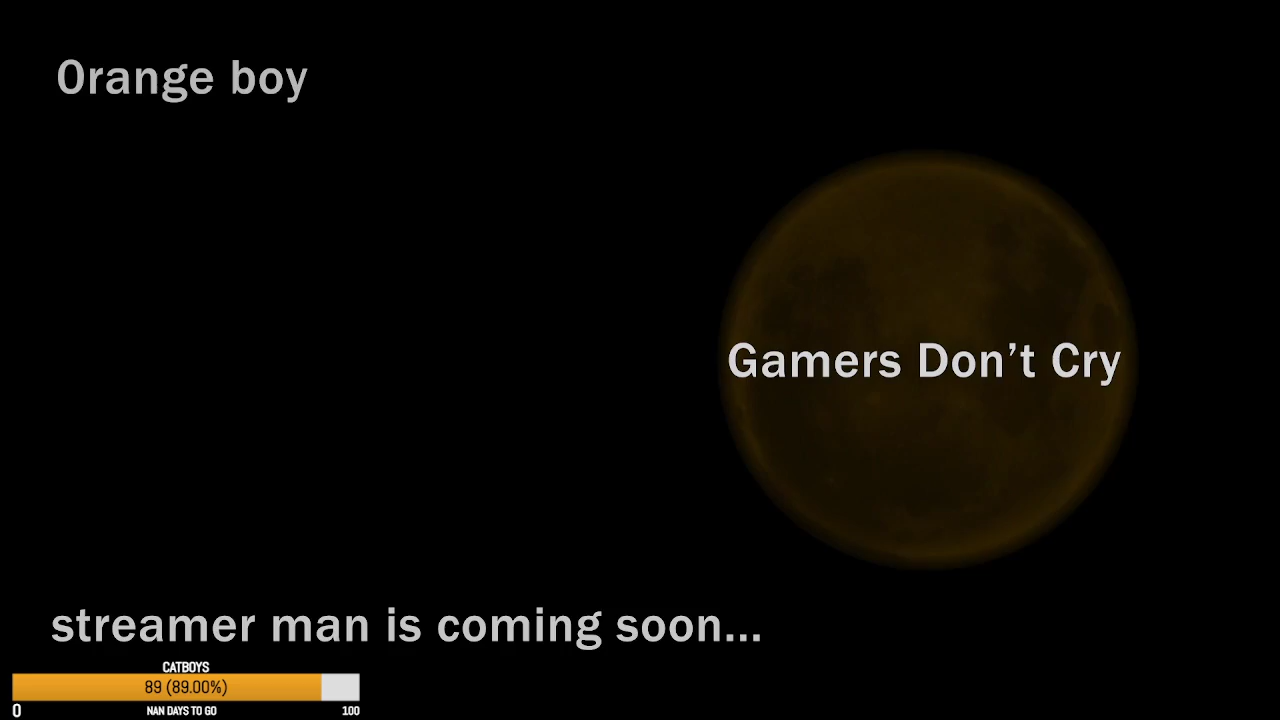 Orange boy
Gamers Don’t Cry
streamer man is coming soon...
CATBOYS
89 (89.00%)
0 NAN DAYS TO GO 100